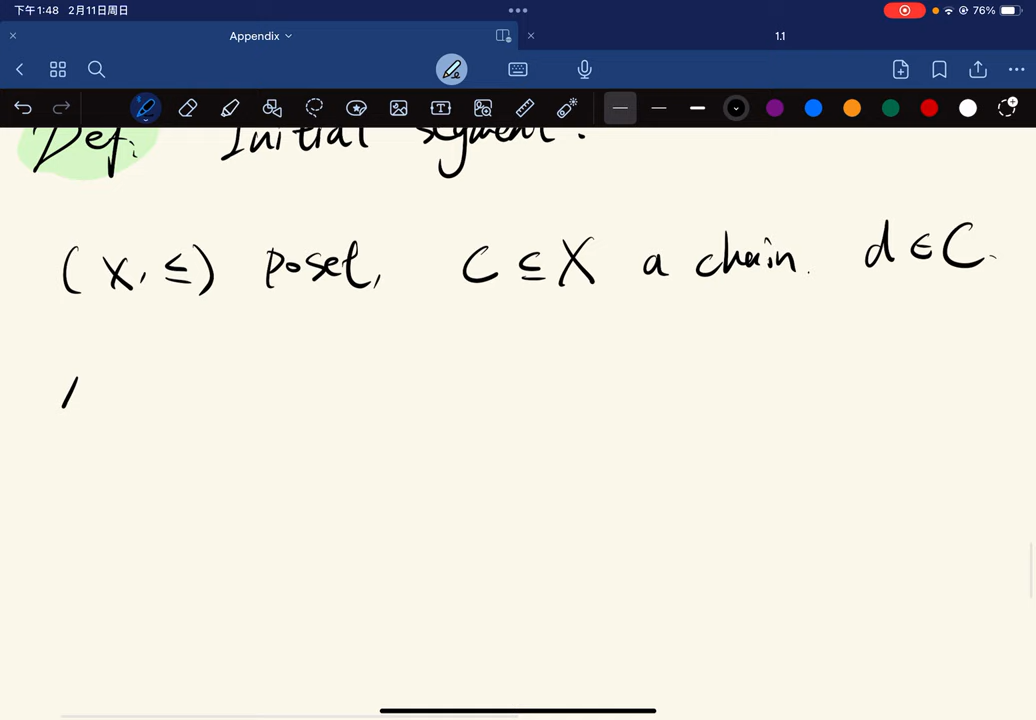 下午1:48 2月11日周日
76%
Appendix
1.1
Def: Initial segment.
(X, ≤) poset, C ⊆ X a chain. d ∈ C.